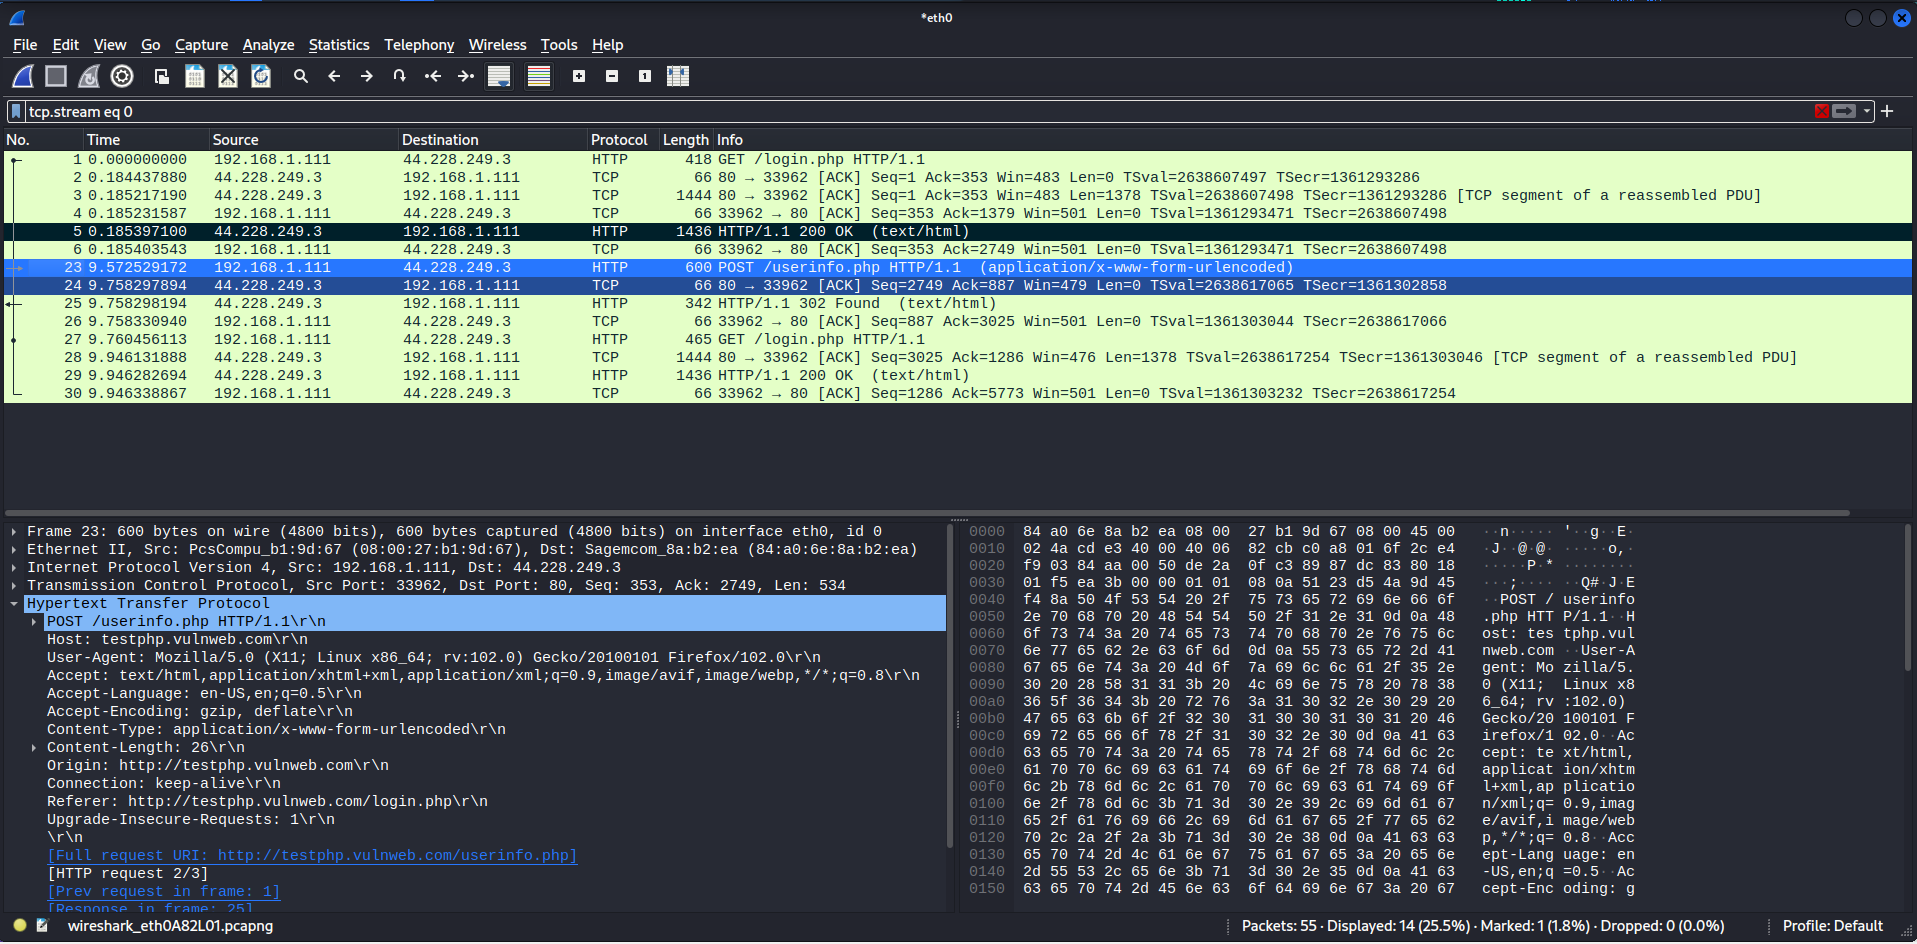 *eth0
File Edit View Go Capture Analyze Statistics Telephony Wireless Tools Help
tcp.stream eq 0
No. Time Source Destination Protocol Length Info
1 0.000000000 192.168.1.111 44.228.249.3 HTTP 418 GET /login.php HTTP/1.1
2 0.184437880 44.228.249.3 192.168.1.111 TCP 66 80 → 33962 [ACK] Seq=1 Ack=353 Win=483 Len=0 TSval=2638607497 TSecr=1361293286
3 0.185217190 44.228.249.3 192.168.1.111 TCP 1444 80 → 33962 [ACK] Seq=1 Ack=353 Win=483 Len=1378 TSval=2638607498 TSecr=1361293286 [TCP segment of a reassembled PDU]
4 0.185231587 192.168.1.111 44.228.249.3 TCP 66 33962 → 80 [ACK] Seq=353 Ack=1379 Win=501 Len=0 TSval=1361293471 TSecr=2638607498
5 0.185397100 44.228.249.3 192.168.1.111 HTTP 1436 HTTP/1.1 200 OK  (text/html)
6 0.185403543 192.168.1.111 44.228.249.3 TCP 66 33962 → 80 [ACK] Seq=353 Ack=2749 Win=501 Len=0 TSval=1361293471 TSecr=2638607498
23 9.572529172 192.168.1.111 44.228.249.3 HTTP 600 POST /userinfo.php HTTP/1.1  (application/x-www-form-urlencoded)
24 9.758297894 44.228.249.3 192.168.1.111 TCP 66 80 → 33962 [ACK] Seq=2749 Ack=887 Win=479 Len=0 TSval=2638617065 TSecr=1361302858
25 9.758298194 44.228.249.3 192.168.1.111 HTTP 342 HTTP/1.1 302 Found  (text/html)
26 9.758330940 192.168.1.111 44.228.249.3 TCP 66 33962 → 80 [ACK] Seq=887 Ack=3025 Win=501 Len=0 TSval=1361303044 TSecr=2638617066
27 9.760456113 192.168.1.111 44.228.249.3 HTTP 465 GET /login.php HTTP/1.1
28 9.946131888 44.228.249.3 192.168.1.111 TCP 1444 80 → 33962 [ACK] Seq=3025 Ack=1286 Win=476 Len=1378 TSval=2638617254 TSecr=1361303046 [TCP segment of a reassembled PDU]
29 9.946282694 44.228.249.3 192.168.1.111 HTTP 1436 HTTP/1.1 200 OK  (text/html)
30 9.946338867 192.168.1.111 44.228.249.3 TCP 66 33962 → 80 [ACK] Seq=1286 Ack=5773 Win=501 Len=0 TSval=1361303232 TSecr=2638617254
Frame 23: 600 bytes on wire (4800 bits), 600 bytes captured (4800 bits) on interface eth0, id 0
Ethernet II, Src: PcsCompu_b1:9d:67 (08:00:27:b1:9d:67), Dst: Sagemcom_8a:b2:ea (84:a0:6e:8a:b2:ea)
Internet Protocol Version 4, Src: 192.168.1.111, Dst: 44.228.249.3
Transmission Control Protocol, Src Port: 33962, Dst Port: 80, Seq: 353, Ack: 2749, Len: 534
Hypertext Transfer Protocol
POST /userinfo.php HTTP/1.1\r\n
Host: testphp.vulnweb.com\r\n
User-Agent: Mozilla/5.0 (X11; Linux x86_64; rv:102.0) Gecko/20100101 Firefox/102.0\r\n
Accept: text/html,application/xhtml+xml,application/xml;q=0.9,image/avif,image/webp,*/*;q=0.8\r\n
Accept-Language: en-US,en;q=0.5\r\n
Accept-Encoding: gzip, deflate\r\n
Content-Type: application/x-www-form-urlencoded\r\n
Content-Length: 26\r\n
Origin: http://testphp.vulnweb.com\r\n
Connection: keep-alive\r\n
Referer: http://testphp.vulnweb.com/login.php\r\n
Upgrade-Insecure-Requests: 1\r\n
\r\n
[Full request URI: http://testphp.vulnweb.com/userinfo.php]
[HTTP request 2/3]
[Prev request in frame: 1]
[Response in frame: 25]
0000 84 a0 6e 8a b2 ea 08 00 27 b1 9d 67 08 00 45 00 ··n····· '··g··E·
0010 02 4a cd e3 40 00 40 06 82 cb c0 a8 01 6f 2c e4 ·J··@·@· ·····o,·
0020 f9 03 84 aa 00 50 de 2a 0f c3 89 87 dc 83 80 18 ·····P·* ········
0030 01 f5 ea 3b 00 00 01 01 08 0a 51 23 d5 4a 9d 45 ···;···· ··Q#·J·E
0040 f4 8a 50 4f 53 54 20 2f 75 73 65 72 69 6e 66 6f ··POST / userinfo
0050 2e 70 68 70 20 48 54 54 50 2f 31 2e 31 0d 0a 48 .php HTT P/1.1··H
0060 6f 73 74 3a 20 74 65 73 74 70 68 70 2e 76 75 6c ost: tes tphp.vul
0070 6e 77 65 62 2e 63 6f 6d 0d 0a 55 73 65 72 2d 41 nweb.com ··User-A
0080 67 65 6e 74 3a 20 4d 6f 7a 69 6c 6c 61 2f 35 2e gent: Mo zilla/5.
0090 30 20 28 58 31 31 3b 20 4c 69 6e 75 78 20 78 38 0 (X11;  Linux x8
00a0 36 5f 36 34 3b 20 72 76 3a 31 30 32 2e 30 29 20 6_64; rv :102.0)
00b0 47 65 63 6b 6f 2f 32 30 31 30 30 31 30 31 20 46 Gecko/20 100101 F
00c0 69 72 65 66 6f 78 2f 31 30 32 2e 30 0d 0a 41 63 irefox/1 02.0··Ac
00d0 63 65 70 74 3a 20 74 65 78 74 2f 68 74 6d 6c 2c cept: te xt/html,
00e0 61 70 70 6c 69 63 61 74 69 6f 6e 2f 78 68 74 6d applicat ion/xhtm
00f0 6c 2b 78 6d 6c 2c 61 70 70 6c 69 63 61 74 69 6f l+xml,ap plicatio
0100 6e 2f 78 6d 6c 3b 71 3d 30 2e 39 2c 69 6d 61 67 n/xml;q= 0.9,imag
0110 65 2f 61 76 69 66 2c 69 6d 61 67 65 2f 77 65 62 e/avif,i mage/web
0120 70 2c 2a 2f 2a 3b 71 3d 30 2e 38 0d 0a 41 63 63 p,*/*;q= 0.8··Acc
0130 65 70 74 2d 4c 61 6e 67 75 61 67 65 3a 20 65 6e ept-Lang uage: en
0140 2d 55 53 2c 65 6e 3b 71 3d 30 2e 35 0d 0a 41 63 -US,en;q =0.5··Ac
0150 63 65 70 74 2d 45 6e 63 6f 64 69 6e 67 3a 20 67 cept-Enc oding: g
wireshark_eth0A82L01.pcapng
Packets: 55 · Displayed: 14 (25.5%) · Marked: 1 (1.8%) · Dropped: 0 (0.0%)
Profile: Default